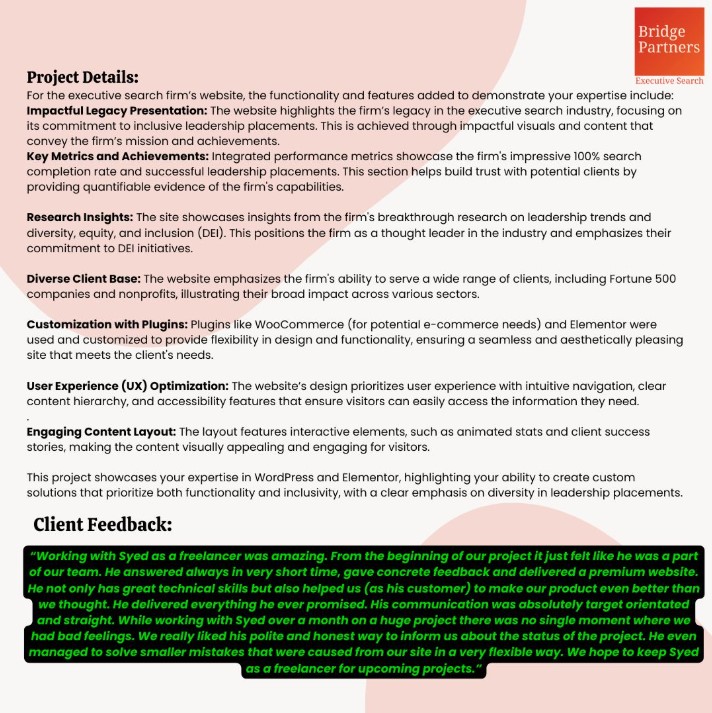 Bridge
Partners
Executive Search
Project Details:
For the executive search firm's website, the functionality and features added to demonstrate your expertise include:
Impactful Legacy Presentation: The website highlights the firm's legacy in the executive search industry, focusing on
its commitment to inclusive leadership placements. This is achieved through impactful visuals and content that
convey the firm's mission and achievements.
Key Metrics and Achievements: Integrated performance metrics showcase the firm's impressive 100% search
completion rate and successful leadership placements. This section helps build trust with potential clients by
providing quantifiable evidence of the firm's capabilities.
Research Insights: The site showcases insights from the firm's breakthrough research on leadership trends and
diversity, equity, and inclusion (DEI). This positions the firm as a thought leader in the industry and emphasizes their
commitment to DEI initiatives.
Diverse Client Base: The website emphasizes the firm's ability to serve a wide range of clients, including Fortune 500
companies and nonprofits, illustrating their broad impact across various sectors.
Customization with Plugins: Plugins like WooCommerce (for potential e-commerce needs) and Elementor were
used and customized to provide flexibility in design and functionality, ensuring a seamless and aesthetically pleasing
site that meets the client's needs.
User Experience (UX) Optimization: The website's design prioritizes user experience with intuitive navigation, clear
content hierarchy, and accessibility features that ensure visitors can easily access the information they need.
.
Engaging Content Layout: The layout features interactive elements, such as animated stats and client success
stories, making the content visually appealing and engaging for visitors.
This project showcases your expertise in WordPress and Elementor, highlighting your ability to create custom
solutions that prioritize both functionality and inclusivity, with a clear emphasis on diversity in leadership placements.
Client Feedback:
“Working with Syed as a freelancer was amazing. From the beginning of our project it just felt like he was a part
of our team. He answered always in very short time, gave concrete feedback and delivered a premium website.
He not only has great technical skills but also helped us (as his customer) to make our product even better than
we thought. He delivered everything he ever promised. His communication was absolutely target orientated
and straight. While working with Syed over a month on a huge project there was no single moment where we
had bad feelings. We really liked his polite and honest way to inform us about the status of the project. He even
managed to solve smaller mistakes that were caused from our site in a very flexible way. We hope to keep Syed
as a freelancer for upcoming projects.”